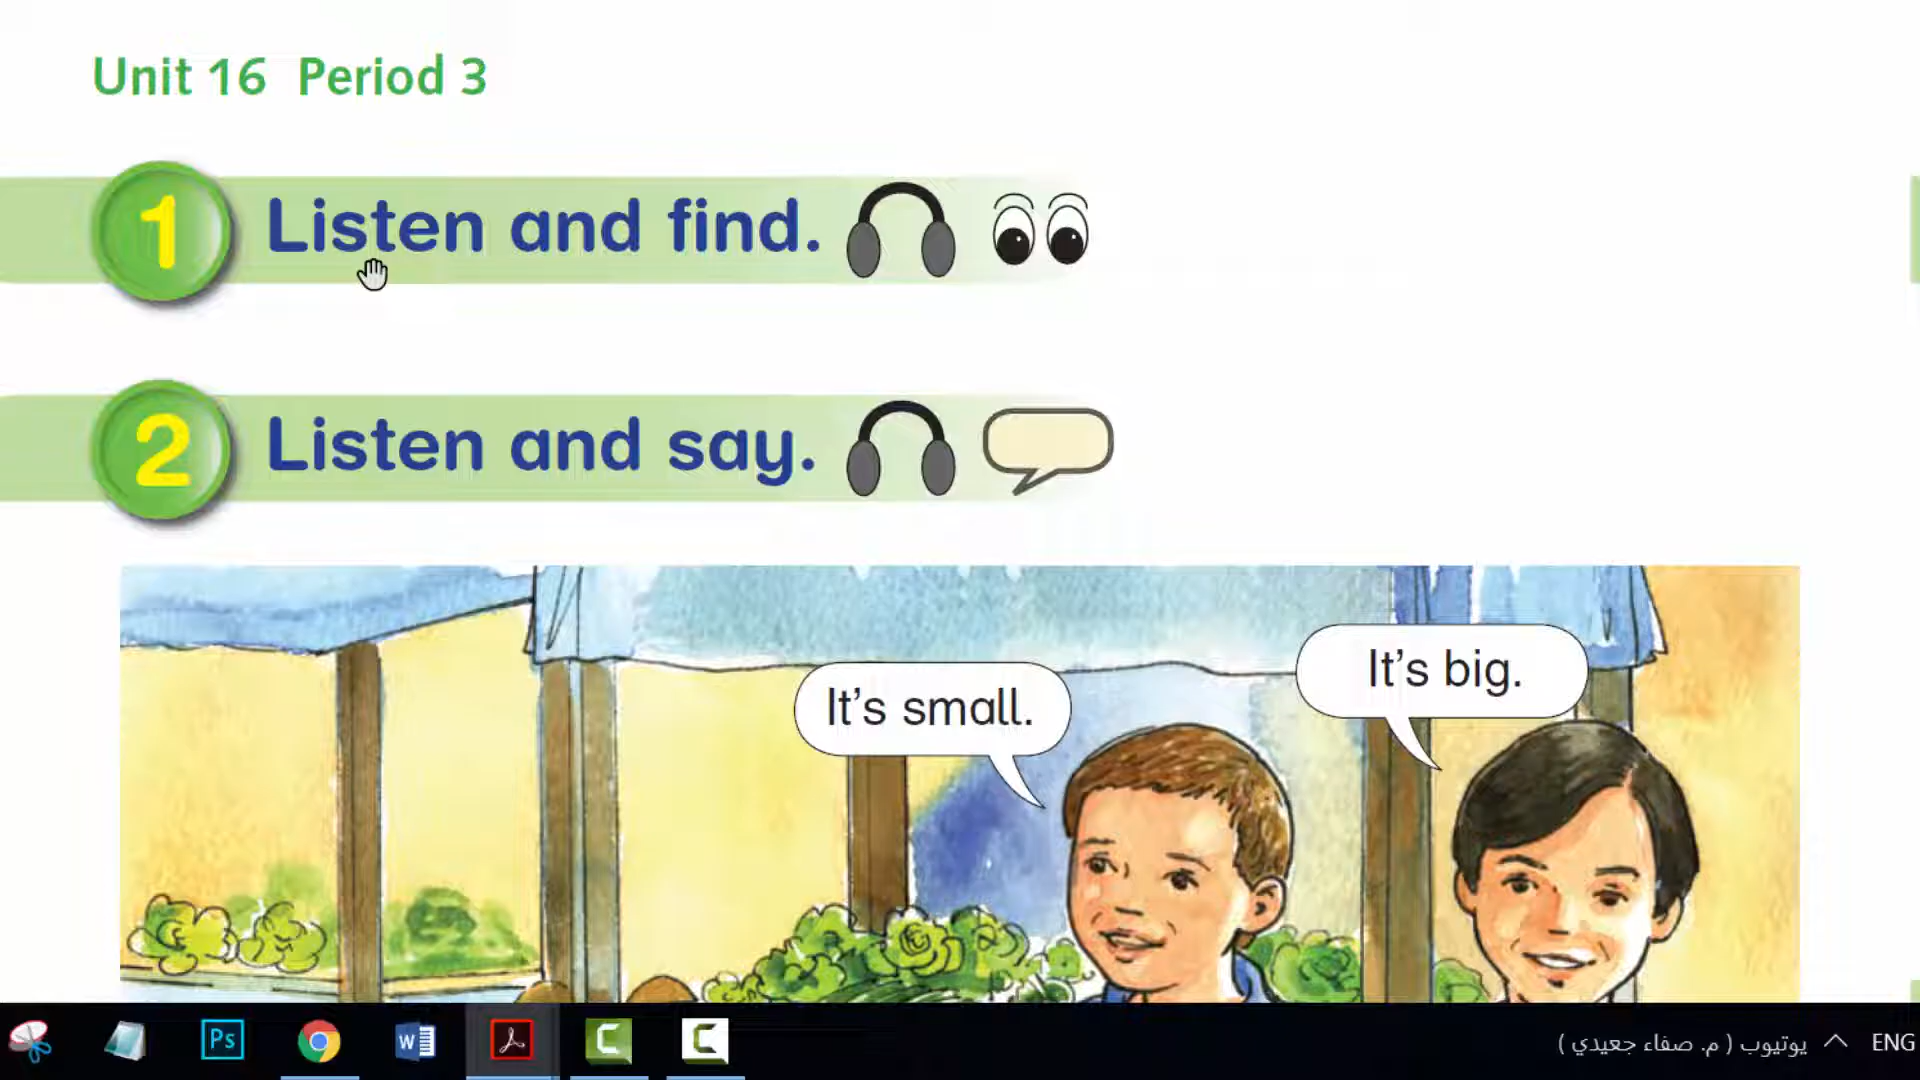 Unit 16 Period 3
1 Listen and find.
2 Listen and say.
It's small.
It's big.
Ps
W
يوتيوب ( م. صفاء جعيدي )
ENG